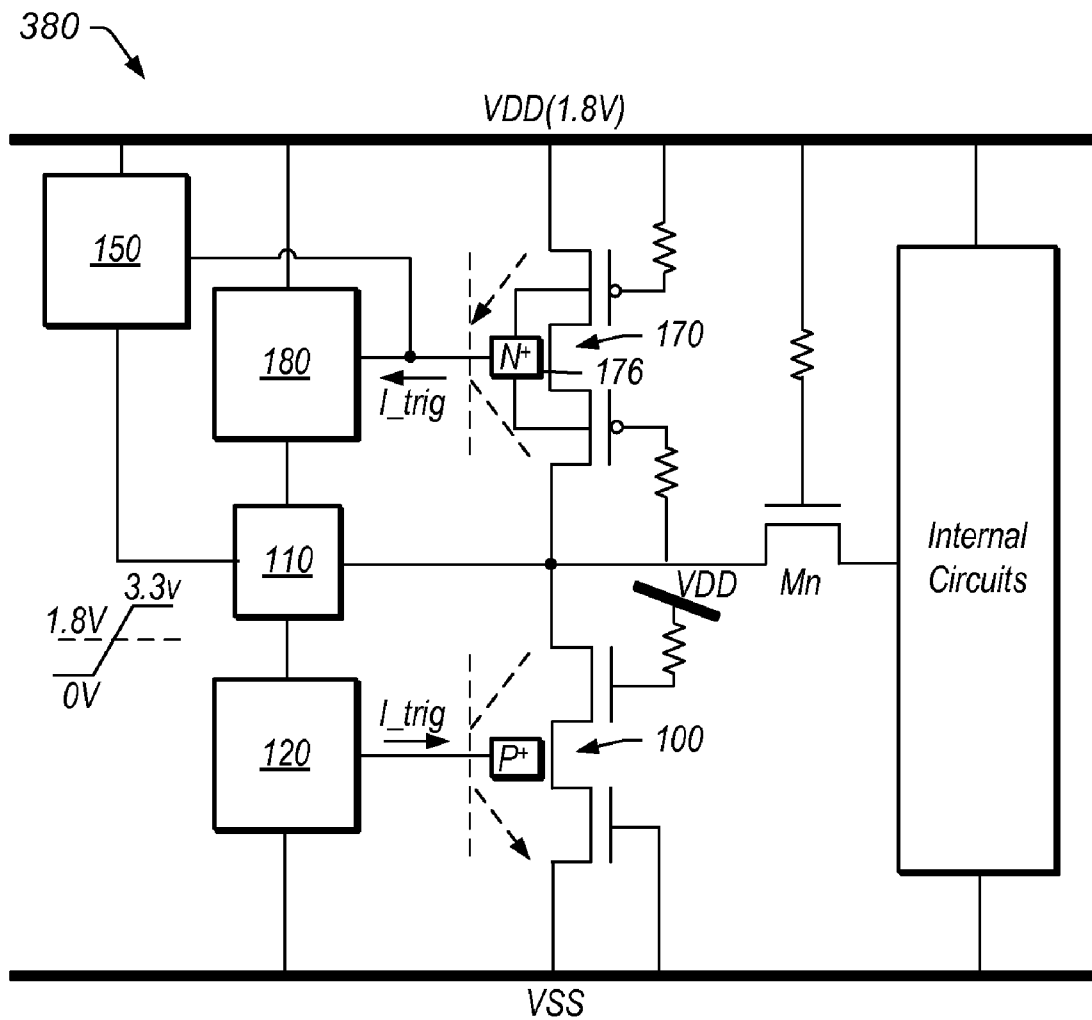 380
VDD(1.8V)
150
180
I_trig
N+
170
176
110
3.3v
1.8V
0V
VDD
Mn
Internal
Circuits
120
I_trig
P+
100
VSS